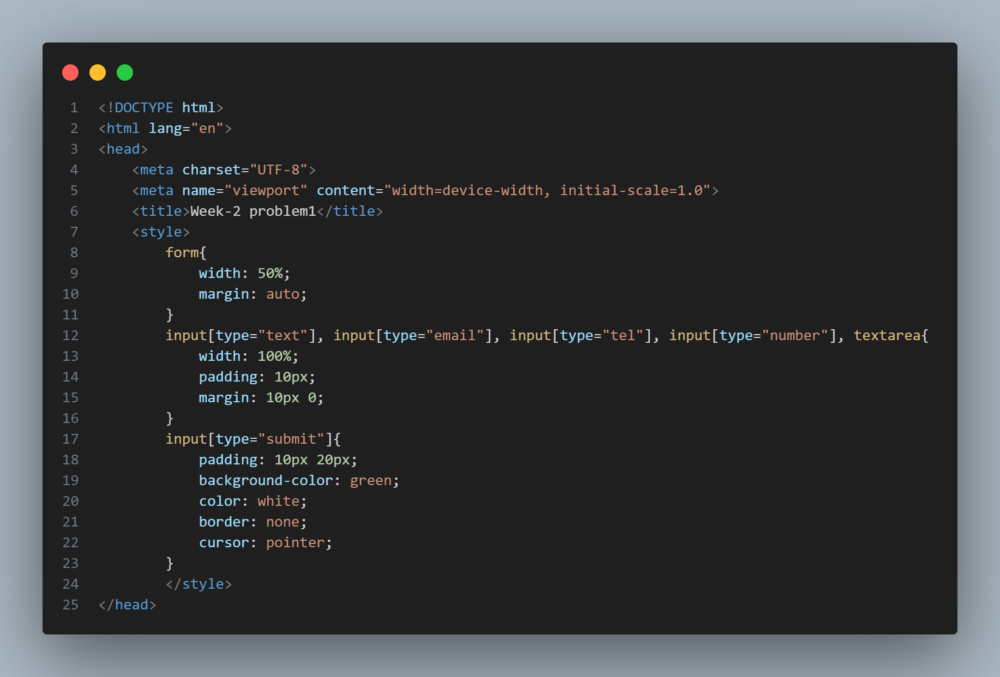 1 <!DOCTYPE html>
2 <html lang="en">
3 <head>
4     <meta charset="UTF-8">
5     <meta name="viewport" content="width=device-width, initial-scale=1.0">
6     <title>Week-2 problem1</title>
7     <style>
8         form{
9             width: 50%;
10             margin: auto;
11         }
12         input[type="text"], input[type="email"], input[type="tel"], input[type="number"], textarea{
13             width: 100%;
14             padding: 10px;
15             margin: 10px 0;
16         }
17         input[type="submit"]{
18             padding: 10px 20px;
19             background-color: green;
20             color: white;
21             border: none;
22             cursor: pointer;
23         }
24         </style>
25 </head>